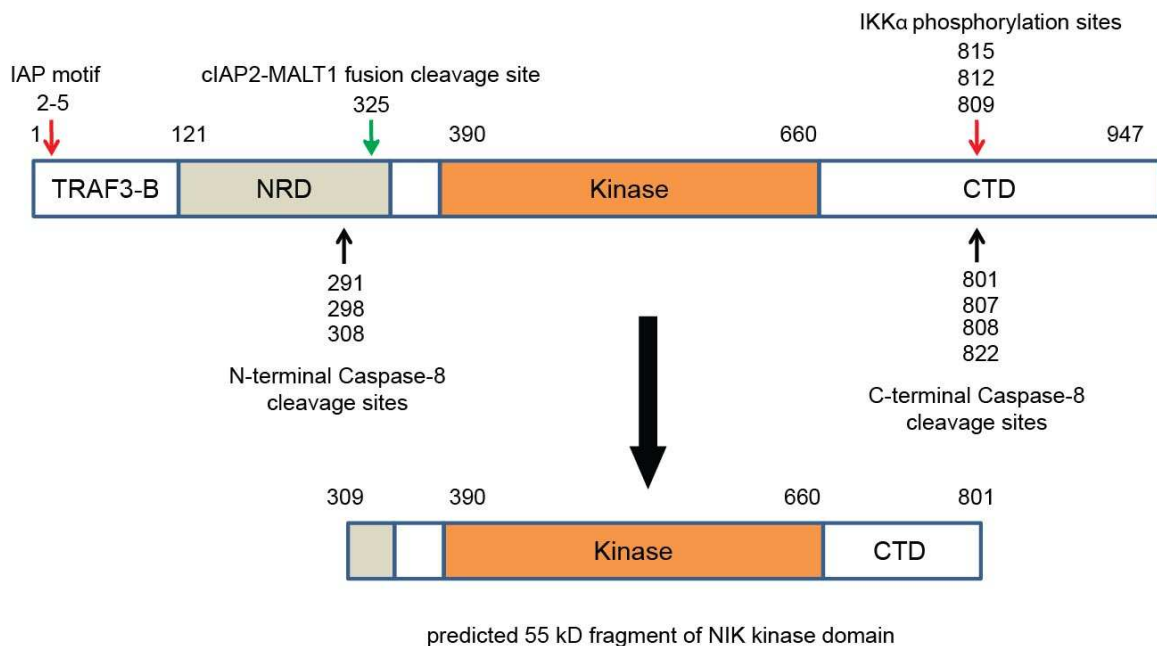 IAP motif
2-5
cIAP2-MALT1 fusion cleavage site
325
IKKα phosphorylation sites
815
812
809
1
121
390
660
947
TRAF3-B
NRD
Kinase
CTD
291
298
308
N-terminal Caspase-8
cleavage sites
801
807
808
822
C-terminal Caspase-8
cleavage sites
309
390
660
801
Kinase
CTD
predicted 55 kD fragment of NIK kinase domain